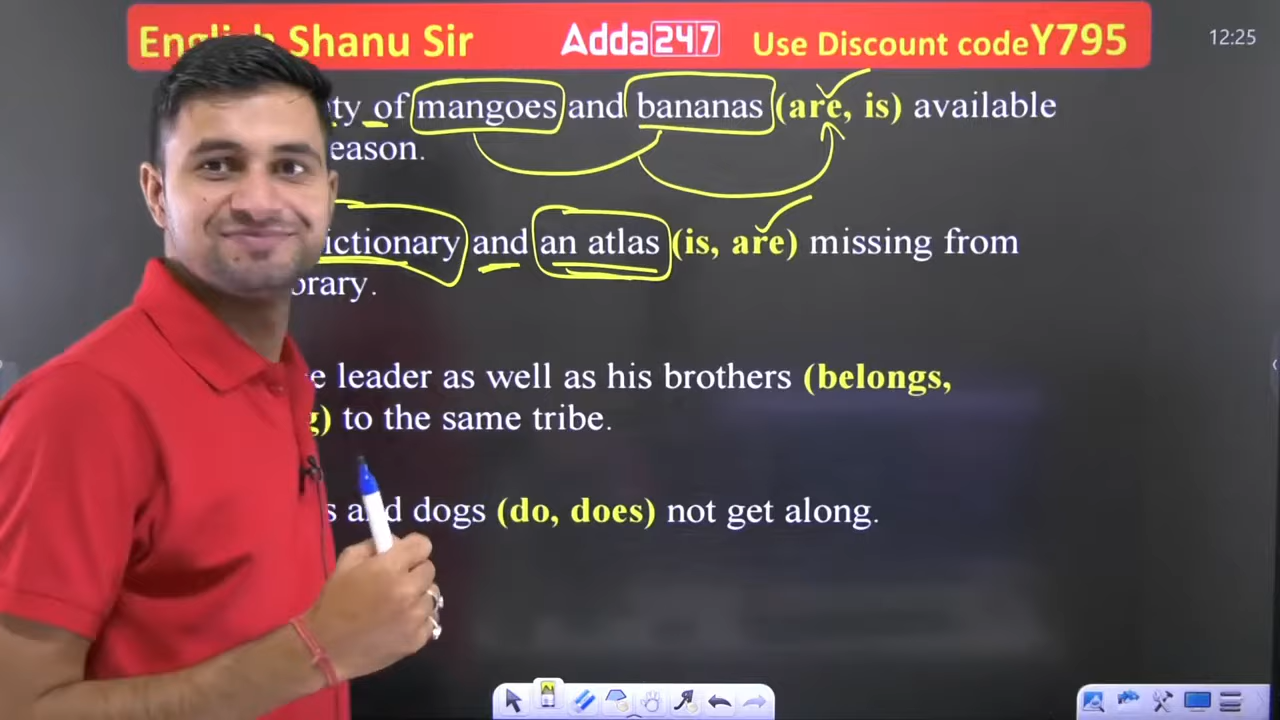 English Shanu Sir Adda247 Use Discount code Y795 12:25
of mangoes and bananas (are, is) available
eason.
ictionary and an atlas (is, are) missing from
brary.
e leader as well as his brothers (belongs,
g) to the same tribe.
s and dogs (do, does) not get along.